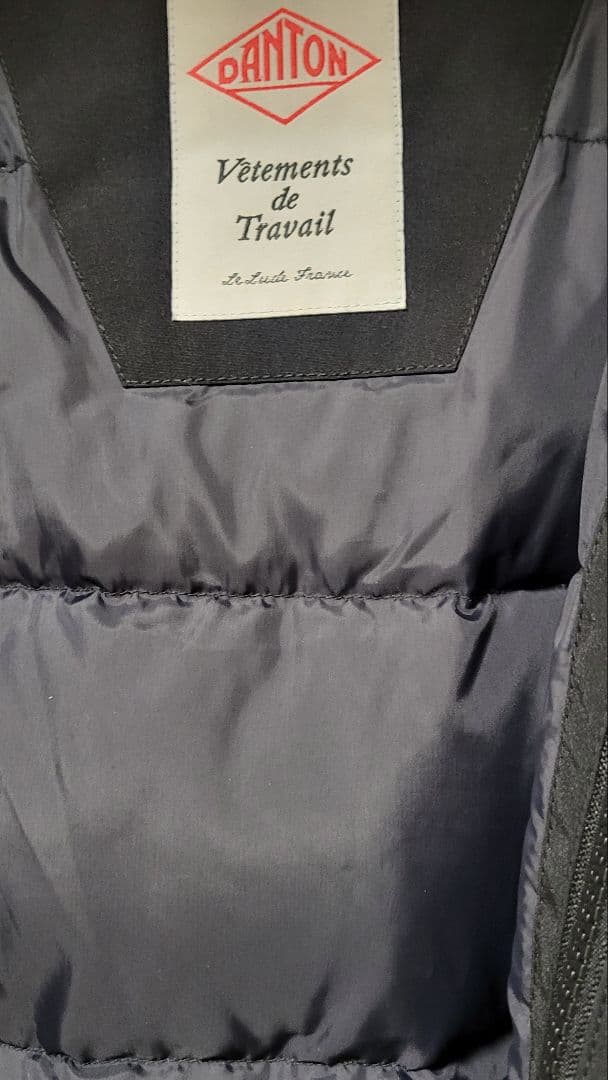 DANTON
Vêtements
de
Travail
Le Lude France